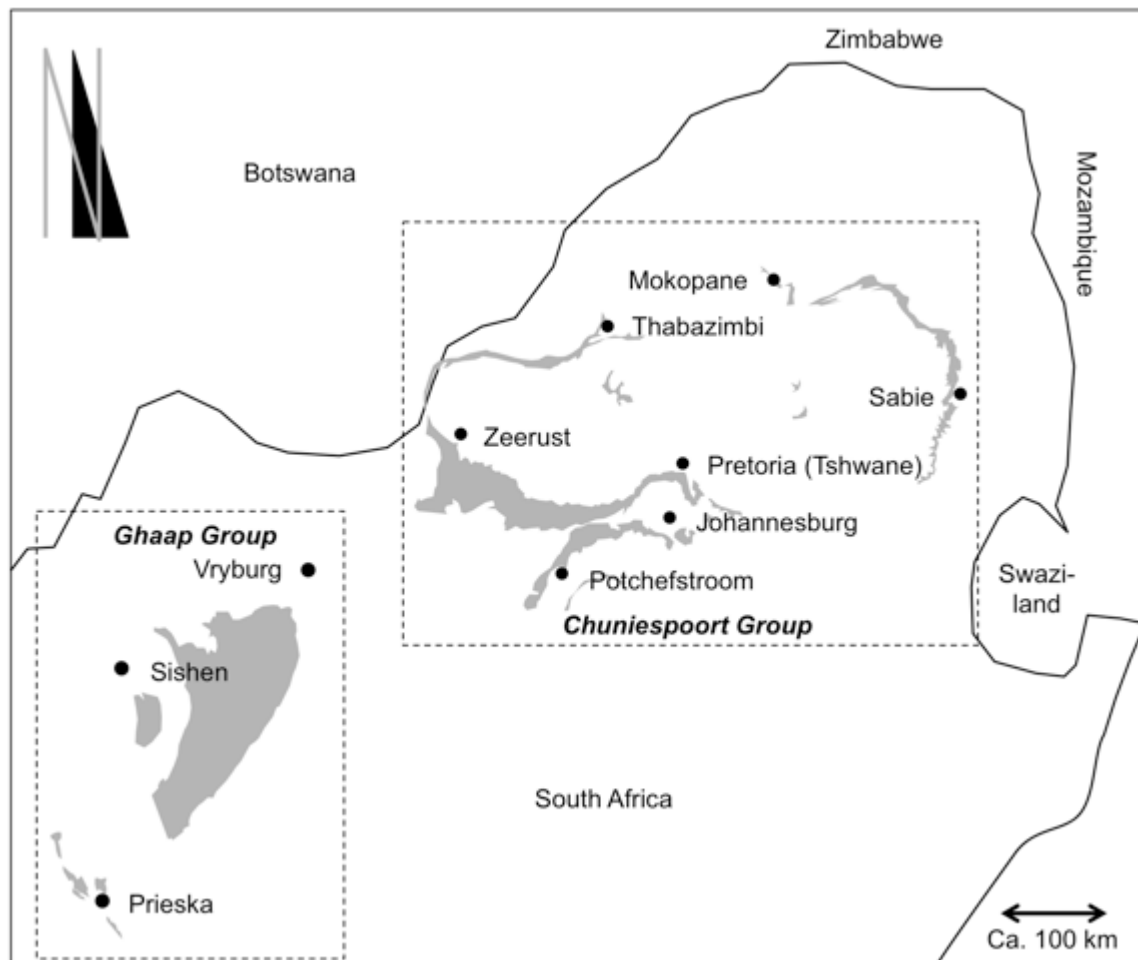 Zimbabwe
Botswana
Mozambique
Mokopane
Thabazimbi
Sabie
Zeerust
Pretoria (Tshwane)
Johannesburg
Ghaap Group
Vryburg
Potchefstroom
Swazi-
land
Chuniespoort Group
Sishen
South Africa
Prieska
Ca. 100 km